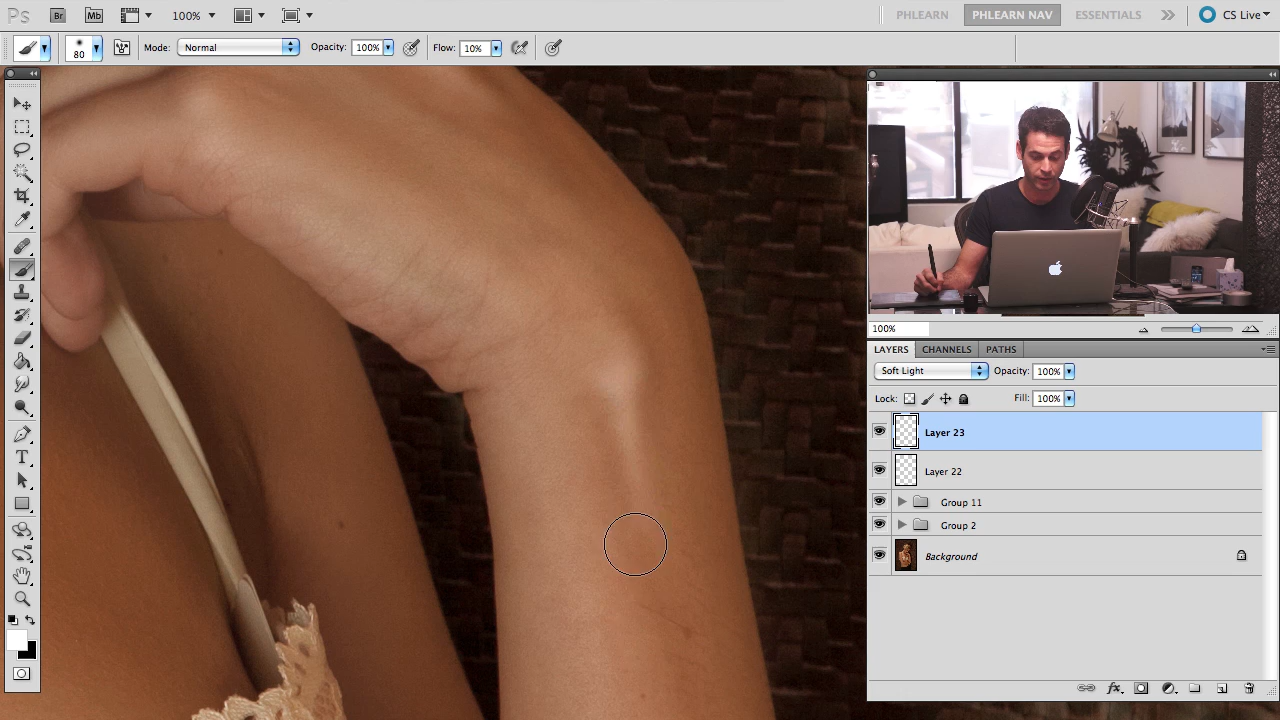 Ps Br Mb 100% PHLEARN PHLEARN NAV ESSENTIALS CS Live
80 Mode: Normal Opacity: 100% Flow: 10%
100%
LAYERS CHANNELS PATHS
Soft Light Opacity: 100%
Lock: Fill: 100%
Layer 23
Layer 22
Group 11
Group 2
Background
T